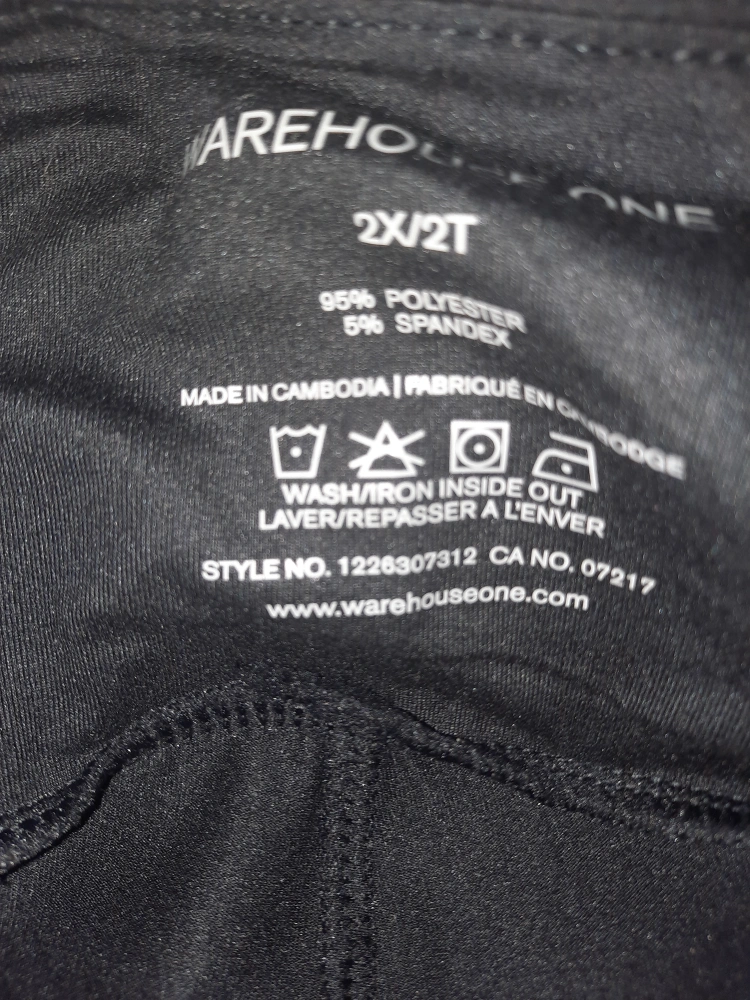 WAREHOUSE ONE
2X/2T
95% POLYESTER
5% SPANDEX
MADE IN CAMBODIA | FABRIQUÉ EN CAMBODGE
WASH/IRON INSIDE OUT
LAVER/REPASSER A L'ENVER
STYLE NO. 1226307312 CA NO. 07217
www.warehouseone.com